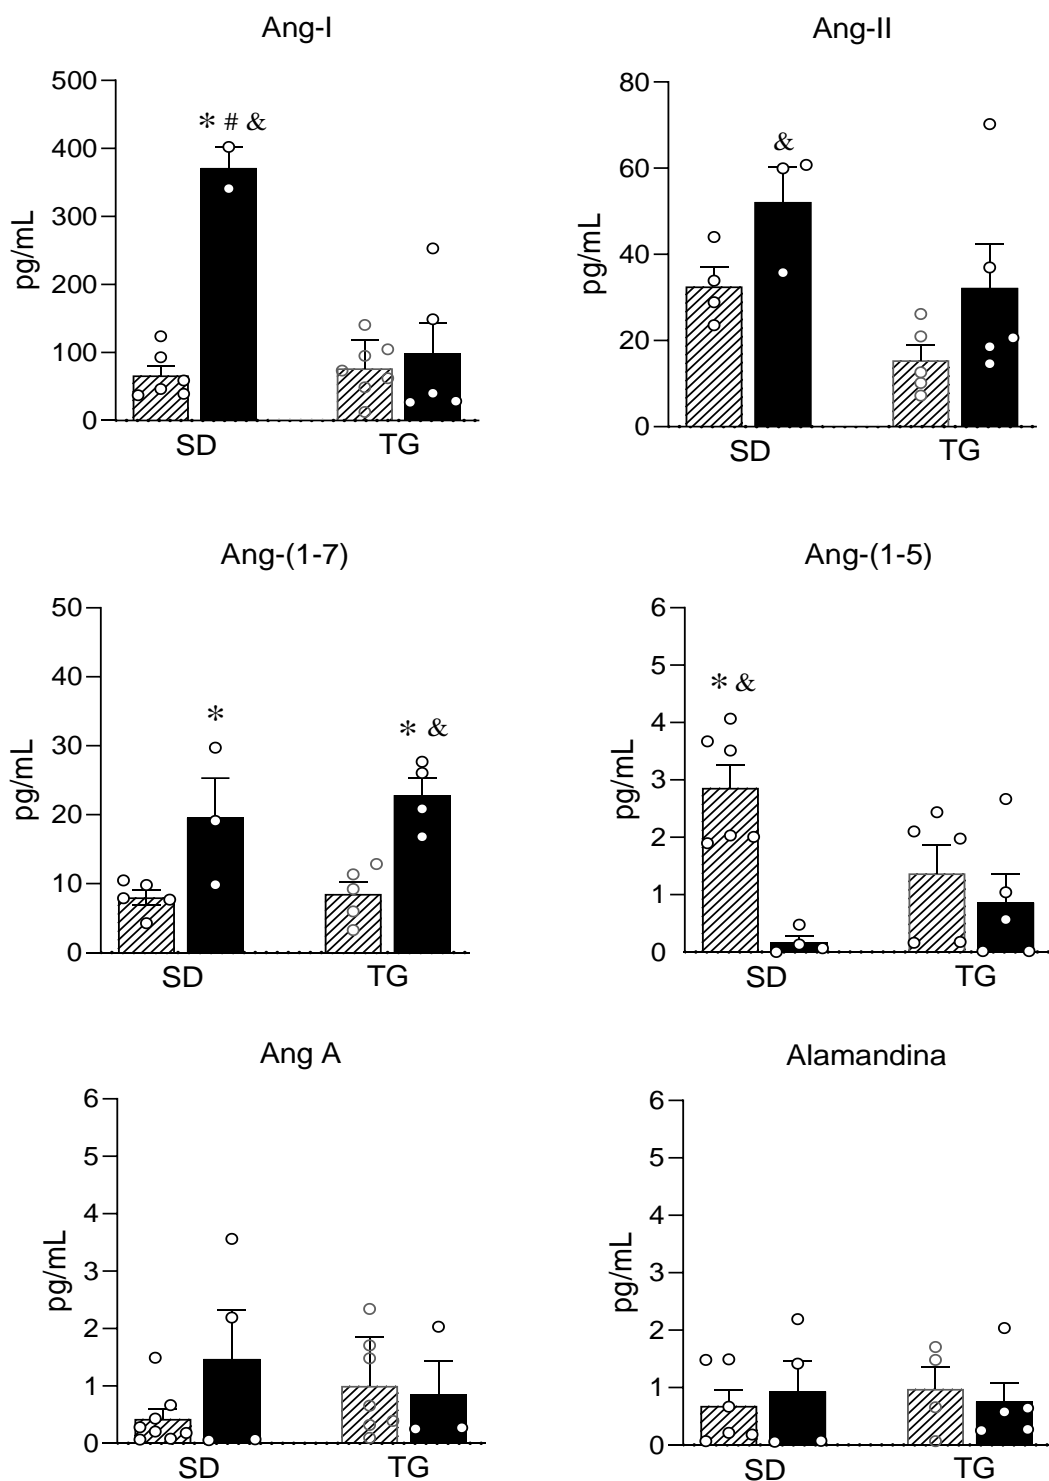 Ang-I
500
400
300
200
100
0
pg/mL
* # &
SD
TG
Ang-II
80
60
40
20
0
pg/mL
&
SD
TG
Ang-(1-7)
50
40
30
20
10
0
pg/mL
*
* &
SD
TG
Ang-(1-5)
6
5
4
3
2
1
0
pg/mL
* &
SD
TG
Ang A
6
5
4
3
2
1
0
pg/mL
SD
TG
Alamandina
6
5
4
3
2
1
0
pg/mL
SD
TG